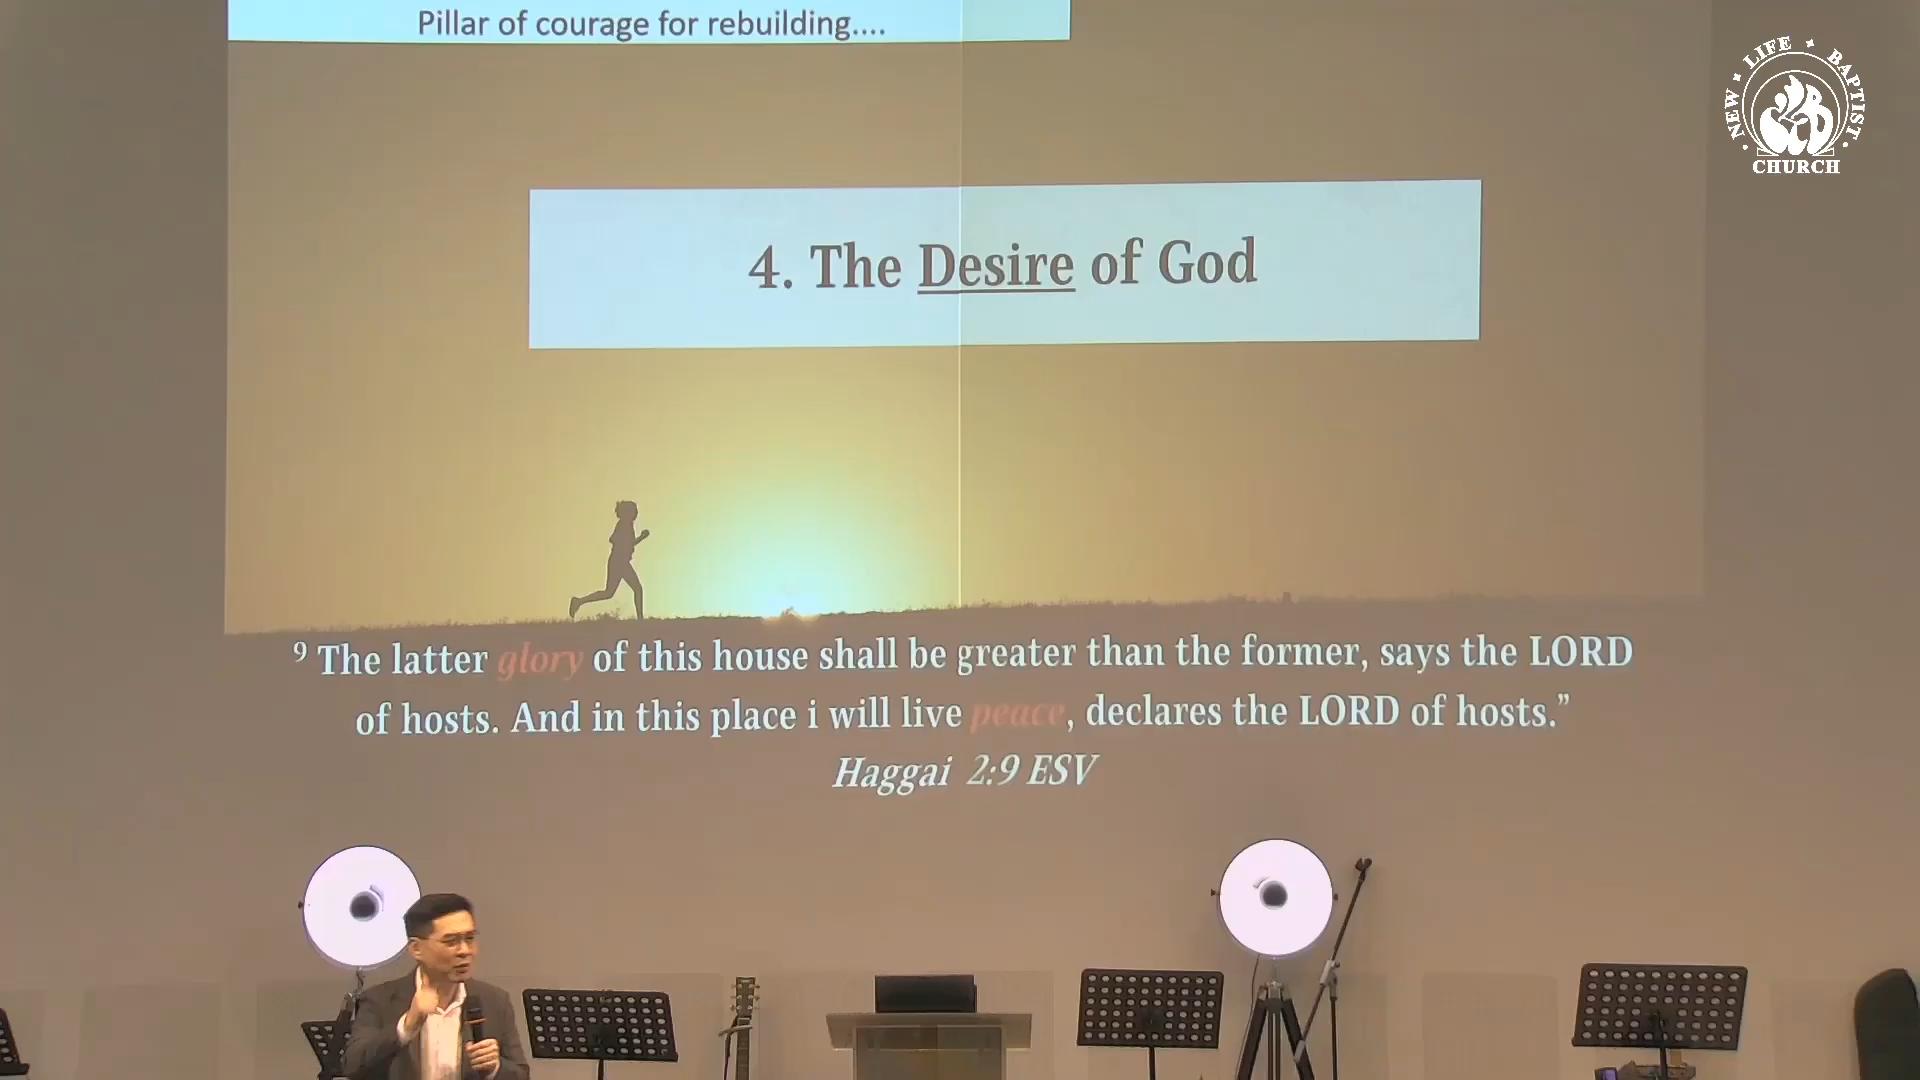 Pillar of courage for rebuilding....
NEW LIFE BAPTIST
CHURCH
4. The Desire of God
9 The latter glory of this house shall be greater than the former, says the LORD
of hosts. And in this place i will live peace, declares the LORD of hosts.”
Haggai 2:9 ESV